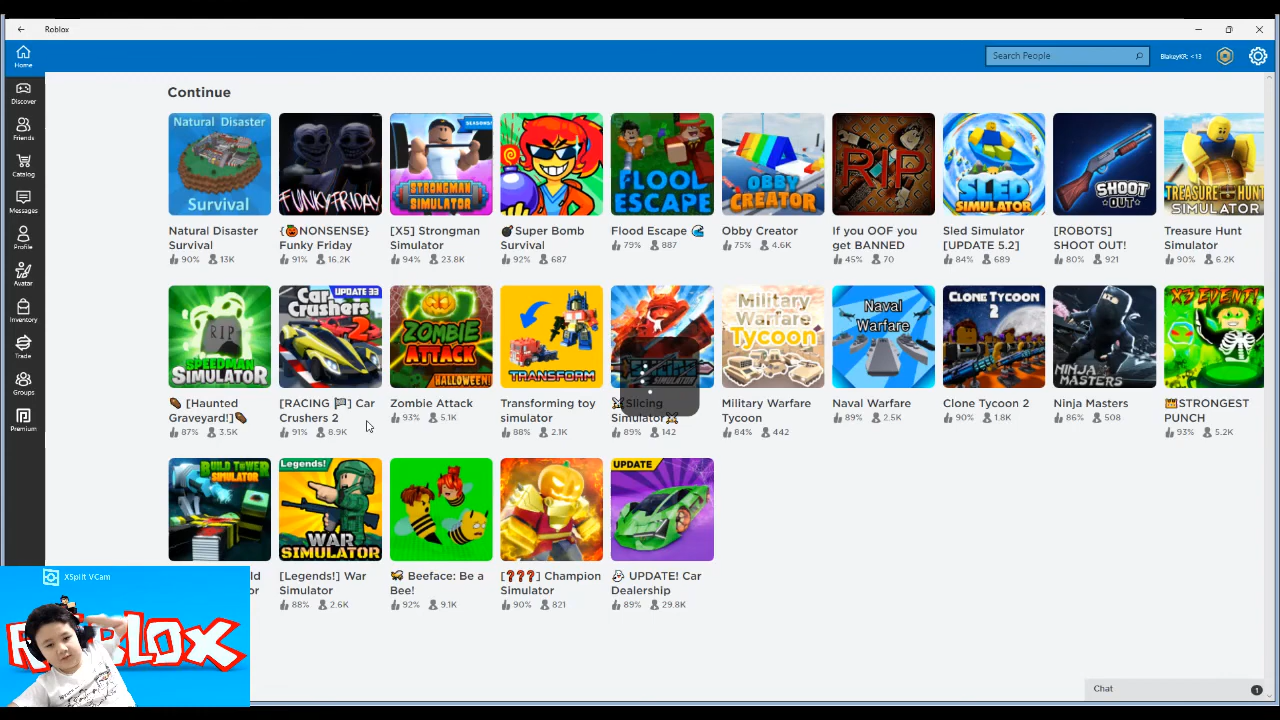 Roblox
Home
Search People
BlakeyKR: <13
Discover
Friends
Catalog
Messages
Profile
Avatar
Inventory
Trade
Groups
Premium
Continue
Natural Disaster
Survival
FUNKY FRIDAY
SEASONS!
STRONGMAN
SIMULATOR
FLOOD
ESCAPE
OBBY
CREATOR
RIP
SLED
SIMULATOR
SHOOT
OUT
TREASURE HUNT
SIMULATOR
Natural Disaster
Survival
90% 13K
{🎃NONSENSE}
Funky Friday
91% 16.2K
[X5] Strongman
Simulator
94% 23.8K
💣Super Bomb
Survival
92% 687
Flood Escape 🌊
79% 887
Obby Creator
75% 4.6K
If you OOF you
get BANNED
45% 70
Sled Simulator
[UPDATE 5.2]
84% 689
[ROBOTS]
SHOOT OUT!
80% 921
Treasure Hunt
Simulator
90% 6.2K
RIP
SPEEDMAN
SIMULATOR
UPDATE 33
Car
Crushers
2
ZOMBIE
ATTACK
HALLOWEEN!
TRANSFORM
Military
Warfare
Tycoon
Naval
Warfare
CLONE TYCOON
2
NINJA
MASTERS
X5 EVENT!
⚰️ [Haunted
Graveyard!]⚰️
87% 3.5K
[RACING 🏁] Car
Crushers 2
91% 8.9K
Zombie Attack
93% 5.1K
Transforming toy
simulator
88% 2.1K
⚔️Slicing
Simulator⚔️
89% 142
Military Warfare
Tycoon
84% 442
Naval Warfare
89% 2.5K
Clone Tycoon 2
90% 1.8K
Ninja Masters
86% 508
👑STRONGEST
PUNCH
93% 5.2K
BUILD TOWER
SIMULATOR
Legends!
WAR
SIMULATOR
UPDATE
[Legends!] War
Simulator
88% 2.6K
🐝 Beeface: Be a
Bee!
92% 9.1K
[❓❓❓] Champion
Simulator
90% 821
👻 UPDATE! Car
Dealership
89% 29.8K
XSplit VCam
ROBLOX
Chat
1